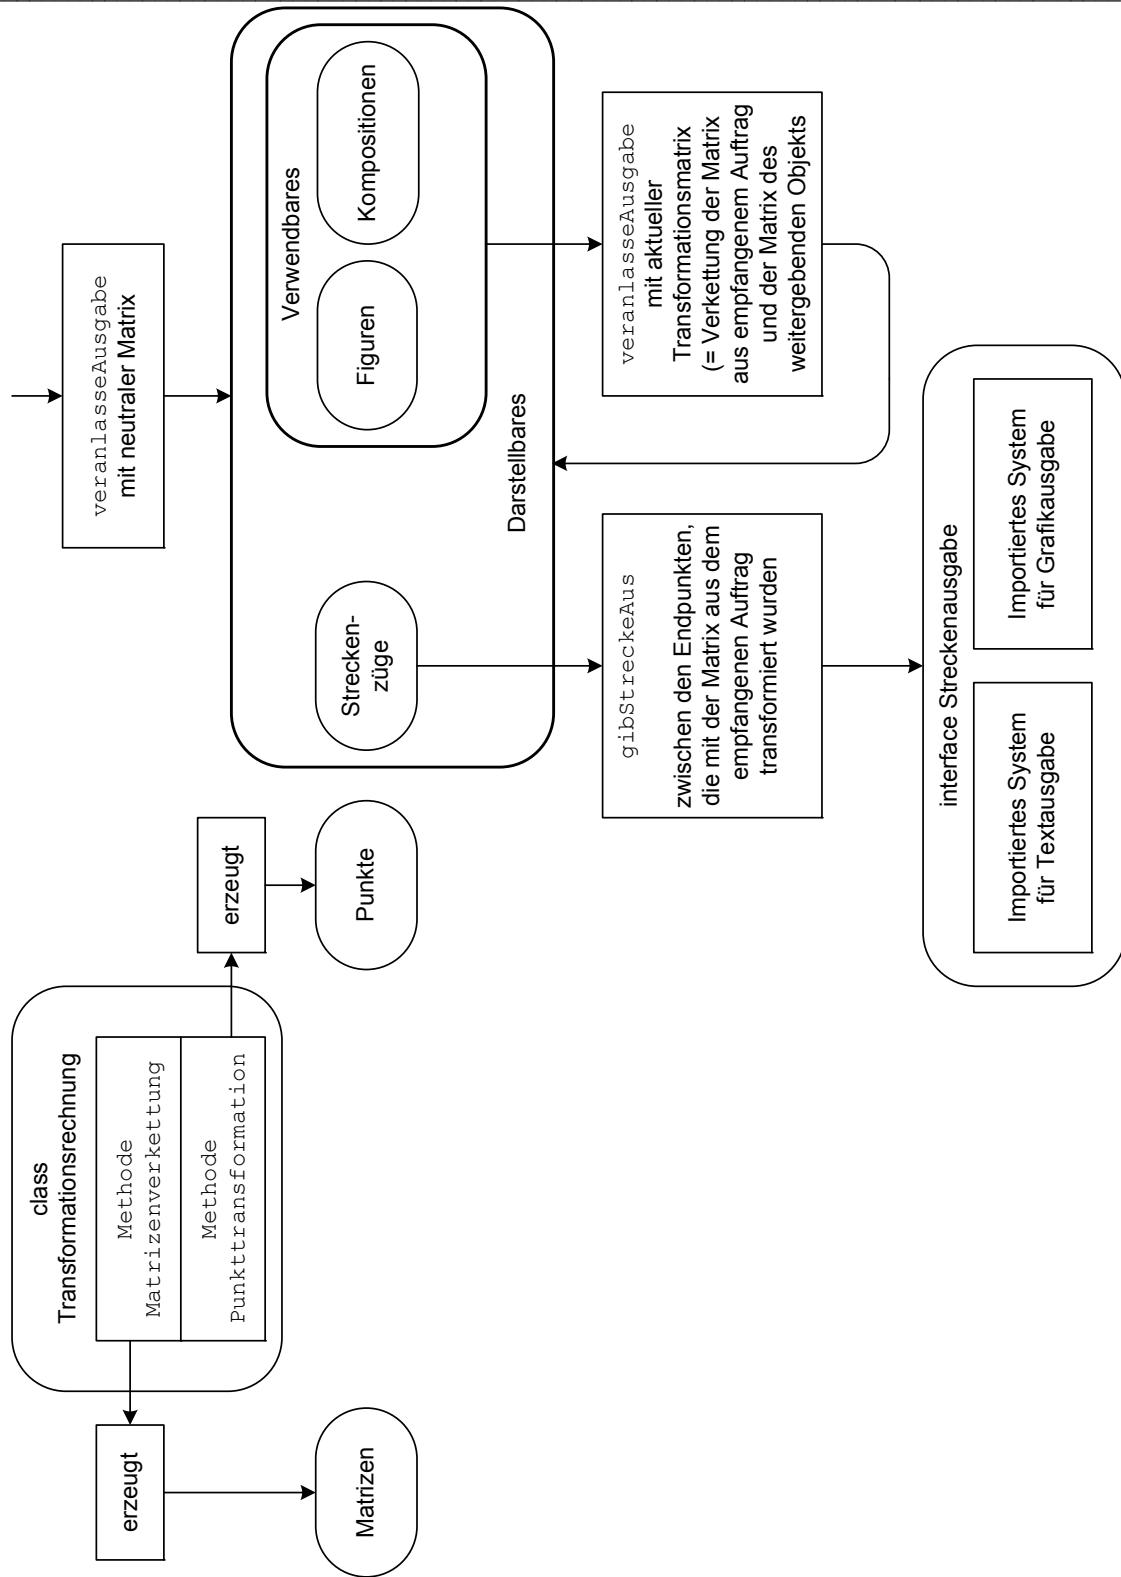 class
Transformationsrechnung
Methode
Matrizenverkettung
Methode
Punkttransformation
erzeugt
Matrizen
erzeugt
Punkte
veranlasseAusgabe
mit neutraler Matrix
Verwendbares
Figuren
Kompositionen
Strecken-
züge
Darstellbares
veranlasseAusgabe
mit aktueller
Transformationsmatrix
(= Verkettung der Matrix
aus empfangenem Auftrag
und der Matrix des
weitergebenden Objekts
gibStreckeAus
zwischen den Endpunkten,
die mit der Matrix aus dem
empfangenen Auftrag
transformiert wurden
interface Streckenausgabe
Importiertes System
für Textausgabe
Importiertes System
für Grafikausgabe